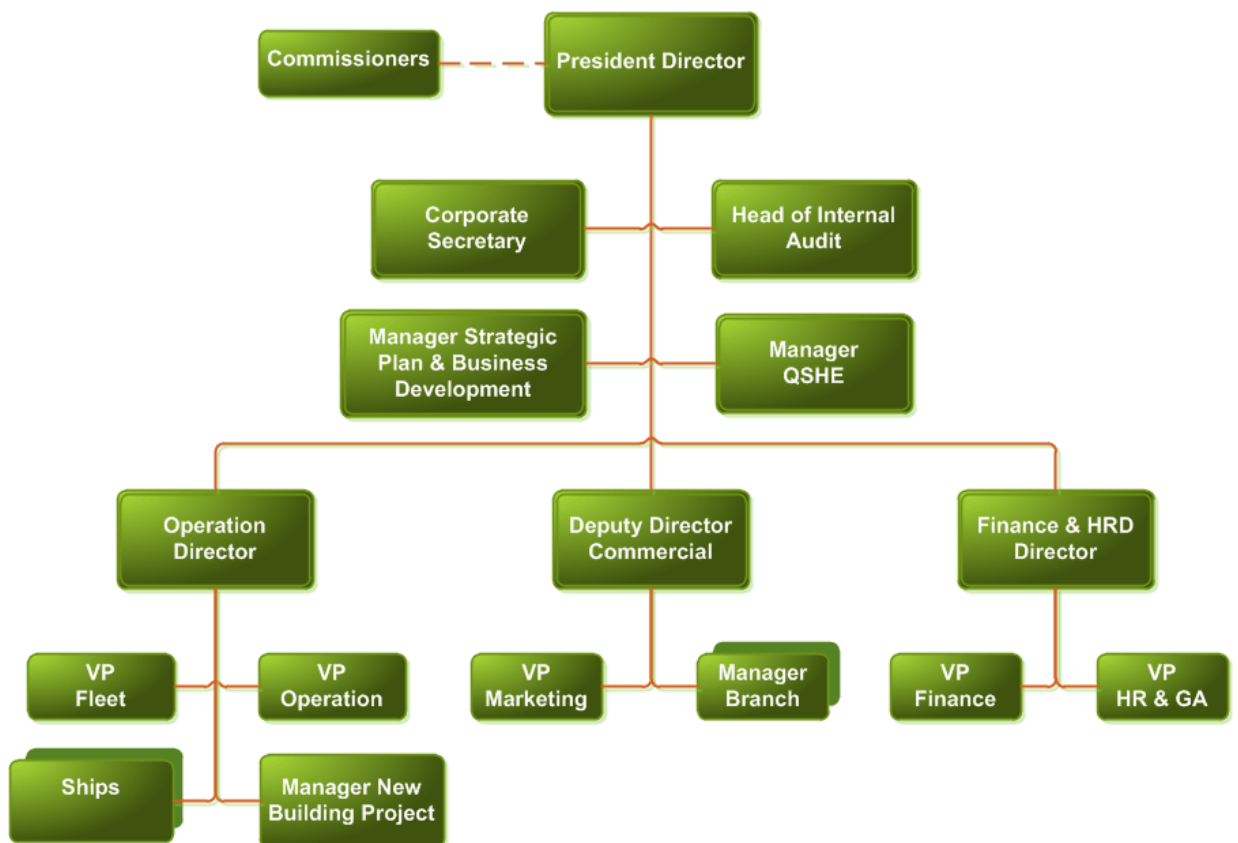 Commissioners
President Director
Corporate
Secretary
Head of Internal
Audit
Manager Strategic
Plan & Business
Development
Manager
QSHE
Operation
Director
Deputy Director
Commercial
Finance & HRD
Director
VP
Fleet
VP
Operation
VP
Marketing
Manager
Branch
VP
Finance
VP
HR & GA
Ships
Manager New
Building Project